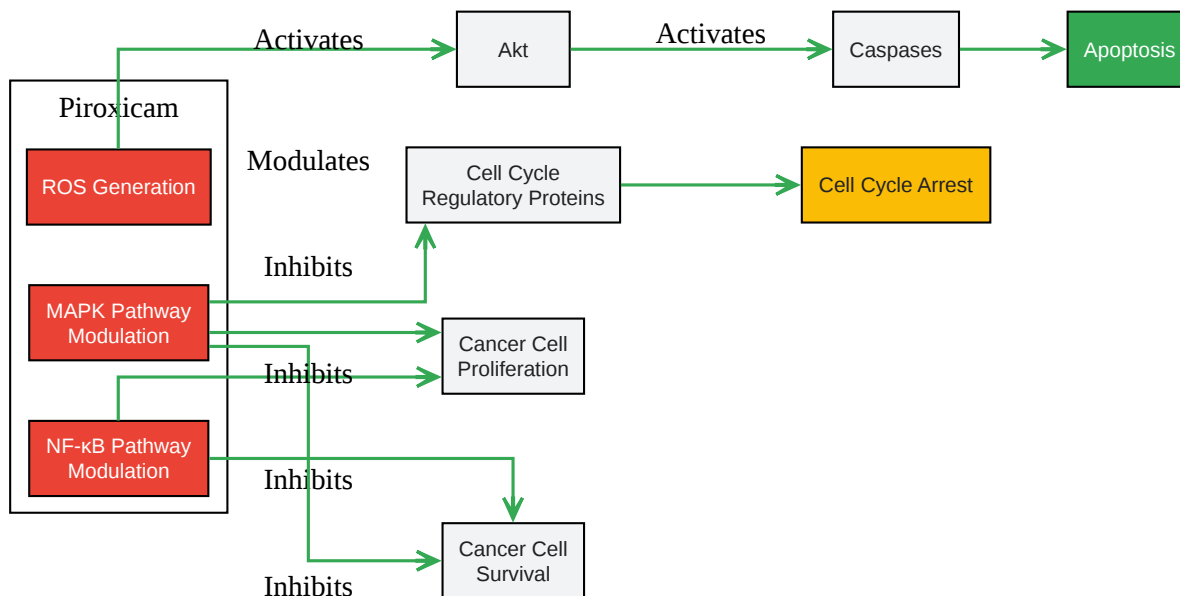 Activates
Akt
Activates
Caspases
Apoptosis
Piroxicam
ROS Generation
Modulates
Cell Cycle
Regulatory Proteins
Cell Cycle Arrest
Inhibits
MAPK Pathway
Modulation
Cancer Cell
Proliferation
Inhibits
NF-κB Pathway
Modulation
Inhibits
Cancer Cell
Survival
Inhibits